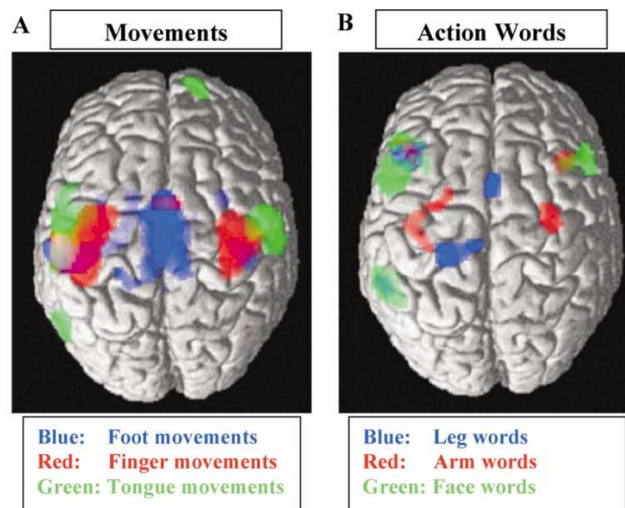 A
Movements
B
Action Words
Blue: Foot movements
Red: Finger movements
Green: Tongue movements
Blue: Leg words
Red: Arm words
Green: Face words